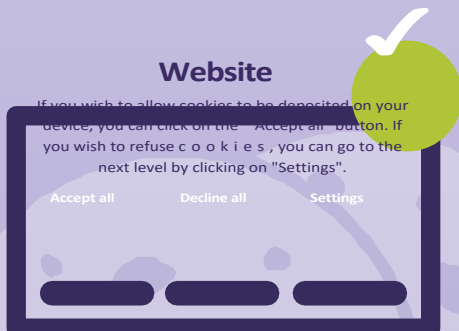 Website
If you wish to allow cookies to be deposited on your
device, you can click on the "Accept all" button. If
you wish to refuse c o o k i e s , you can go to the
next level by clicking on "Settings".
Accept all Decline all Settings